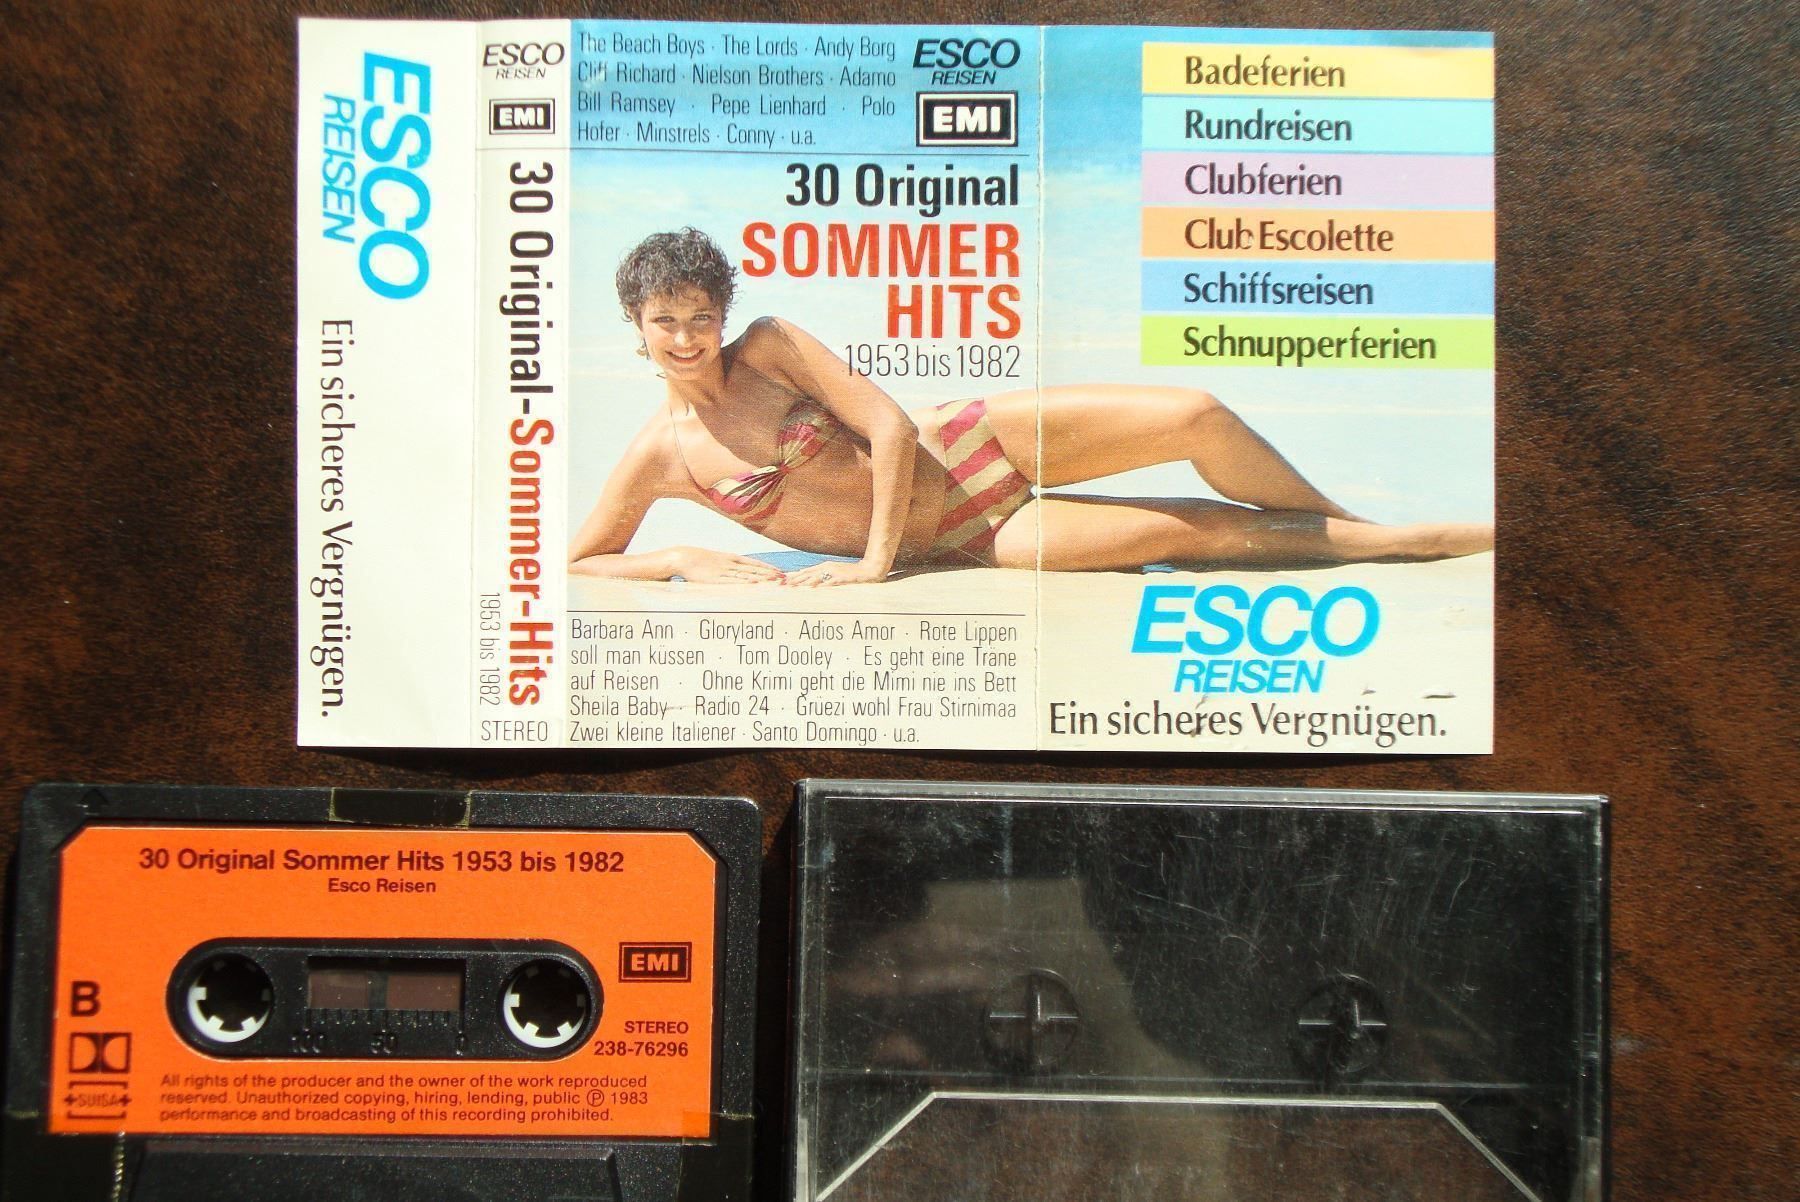 ESCO
REISEN
Ein sicheres Vergnügen.
ESCO
REISEN
EMI
30 Original-Sommer-Hits
1953 bis 1982
STEREO
The Beach Boys · The Lords · Andy Borg
Cliff Richard · Nielson Brothers · Adamo
Bill Ramsey · Pepe Lienhard · Polo
Hofer · Minstrels · Conny · u.a.
ESCO
REISEN
EMI
30 Original
SOMMER
HITS
1953 bis 1982
Barbara Ann · Gloryland · Adios Amor · Rote Lippen
soll man küssen · Tom Dooley · Es geht eine Träne
auf Reisen · Ohne Krimi geht die Mimi nie ins Bett
Sheila Baby · Radio 24 · Grüezi wohl Frau Stirnimaa
Zwei kleine Italiener · Santo Domingo · u.a.
Badeferien
Rundreisen
Clubferien
Club Escolette
Schiffsreisen
Schnupperferien
ESCO
REISEN
Ein sicheres Vergnügen.
30 Original Sommer Hits 1953 bis 1982
Esco Reisen
EMI
B
STEREO
238-76296
100 50 0
SUISA
All rights of the producer and the owner of the work reproduced
reserved. Unauthorized copying, hiring, lending, public ℗ 1983
performance and broadcasting of this recording prohibited.